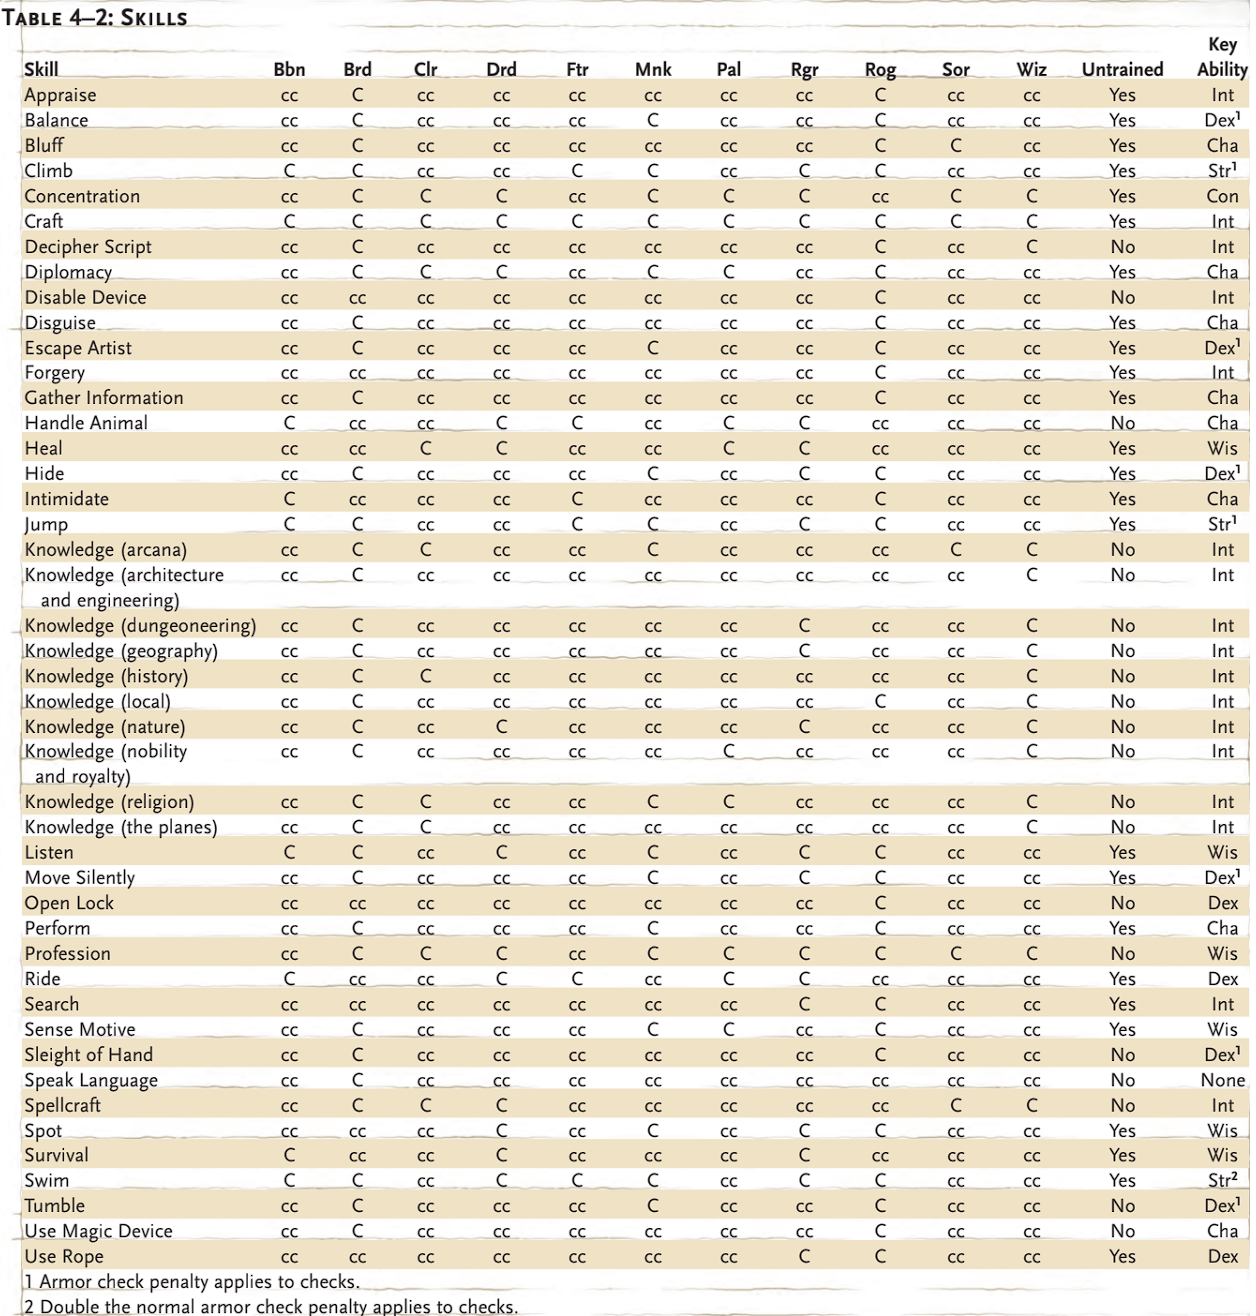 TABLE 4–2: SKILLS
Key
Skill Bbn Brd Clr Drd Ftr Mnk Pal Rgr Rog Sor Wiz Untrained Ability
Appraise cc C cc cc cc cc cc cc C cc cc Yes Int
Balance cc C cc cc cc C cc cc C cc cc Yes Dex¹
Bluff cc C cc cc cc cc cc cc C C cc Yes Cha
Climb C C cc cc C C cc C C cc cc Yes Str¹
Concentration cc C C C cc C C C cc C C Yes Con
Craft C C C C C C C C C C C Yes Int
Decipher Script cc C cc cc cc cc cc cc C cc C No Int
Diplomacy cc C C C cc C C cc C cc cc Yes Cha
Disable Device cc cc cc cc cc cc cc cc C cc cc No Int
Disguise cc C cc cc cc cc cc cc C cc cc Yes Cha
Escape Artist cc C cc cc cc C cc cc C cc cc Yes Dex¹
Forgery cc cc cc cc cc cc cc cc C cc cc Yes Int
Gather Information cc C cc cc cc cc cc cc C cc cc Yes Cha
Handle Animal C cc cc C C cc C C cc cc cc No Cha
Heal cc cc C C cc cc C C cc cc cc Yes Wis
Hide cc C cc cc cc C cc C C cc cc Yes Dex¹
Intimidate C cc cc cc C cc cc cc C cc cc Yes Cha
Jump C C cc cc C C cc C C cc cc Yes Str¹
Knowledge (arcana) cc C C cc cc C cc cc cc C C No Int
Knowledge (architecture cc C cc cc cc cc cc cc cc cc C No Int
and engineering)
Knowledge (dungeoneering) cc C cc cc cc cc cc C cc cc C No Int
Knowledge (geography) cc C cc cc cc cc cc C cc cc C No Int
Knowledge (history) cc C C cc cc cc cc cc cc cc C No Int
Knowledge (local) cc C cc cc cc cc cc cc C cc C No Int
Knowledge (nature) cc C cc C cc cc cc C cc cc C No Int
Knowledge (nobility cc C cc cc cc cc C cc cc cc C No Int
and royalty)
Knowledge (religion) cc C C cc cc C C cc cc cc C No Int
Knowledge (the planes) cc C C cc cc cc cc cc cc cc C No Int
Listen C C cc C cc C cc C C cc cc Yes Wis
Move Silently cc C cc cc cc C cc C C cc cc Yes Dex¹
Open Lock cc cc cc cc cc cc cc cc C cc cc No Dex
Perform cc C cc cc cc C cc cc C cc cc Yes Cha
Profession cc C C C cc C C C C C C No Wis
Ride C cc cc C C cc C C cc cc cc Yes Dex
Search cc cc cc cc cc cc cc C C cc cc Yes Int
Sense Motive cc C cc cc cc C C cc C cc cc Yes Wis
Sleight of Hand cc C cc cc cc cc cc cc C cc cc No Dex¹
Speak Language cc C cc cc cc cc cc cc cc cc cc No None
Spellcraft cc C C C cc cc cc cc cc C C No Int
Spot cc cc cc C cc C cc C C cc cc Yes Wis
Survival C cc cc C cc cc cc C cc cc cc Yes Wis
Swim C C cc C C C cc C C cc cc Yes Str²
Tumble cc C cc cc cc C cc cc C cc cc No Dex¹
Use Magic Device cc C cc cc cc cc cc cc C cc cc No Cha
Use Rope cc cc cc cc cc cc cc C C cc cc Yes Dex
1 Armor check penalty applies to checks.
2 Double the normal armor check penalty applies to checks.